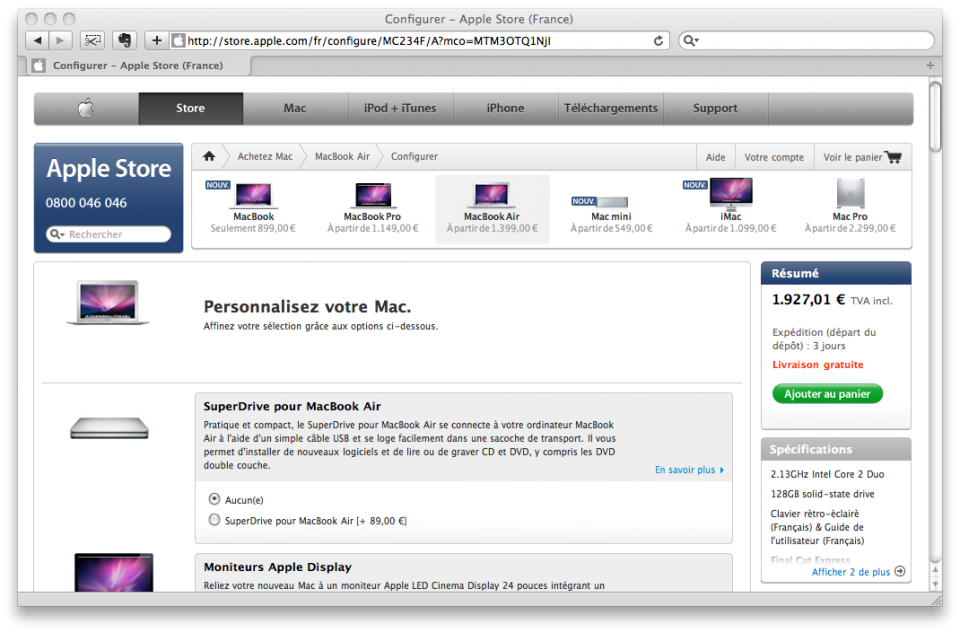 Configurer – Apple Store (France)
http://store.apple.com/fr/configure/MC234F/A?mco=MTM3OTQ1NjI
Configurer – Apple Store (France)
Store
Mac
iPod + iTunes
iPhone
Téléchargements
Support
Apple Store
0800 046 046
Rechercher
Achetez Mac
MacBook Air
Configurer
Aide
Votre compte
Voir le panier
NOUV.
MacBook
Seulement 899,00 €
MacBook Pro
À partir de 1.149,00 €
MacBook Air
À partir de 1.399,00 €
NOUV.
Mac mini
À partir de 549,00 €
NOUV.
iMac
À partir de 1.099,00 €
Mac Pro
À partir de 2.299,00 €
Personnalisez votre Mac.
Affinez votre sélection grâce aux options ci-dessous.
SuperDrive pour MacBook Air
Pratique et compact, le SuperDrive pour MacBook Air se connecte à votre ordinateur MacBook
Air à l'aide d'un simple câble USB et se loge facilement dans une sacoche de transport. Il vous
permet d'installer de nouveaux logiciels et de lire ou de graver CD et DVD, y compris les DVD
double couche.
En savoir plus
Aucun(e)
SuperDrive pour MacBook Air [+ 89,00 €]
Moniteurs Apple Display
Reliez votre nouveau Mac à un moniteur Apple LED Cinema Display 24 pouces intégrant un
Résumé
1.927,01 € TVA incl.
Expédition (départ du
dépôt) : 3 jours
Livraison gratuite
Ajouter au panier
Spécifications
2.13GHz Intel Core 2 Duo
128GB solid-state drive
Clavier rètro-èclairé
(Français) & Guide de
l'utilisateur (Français)
Final Cut Express
Afficher 2 de plus